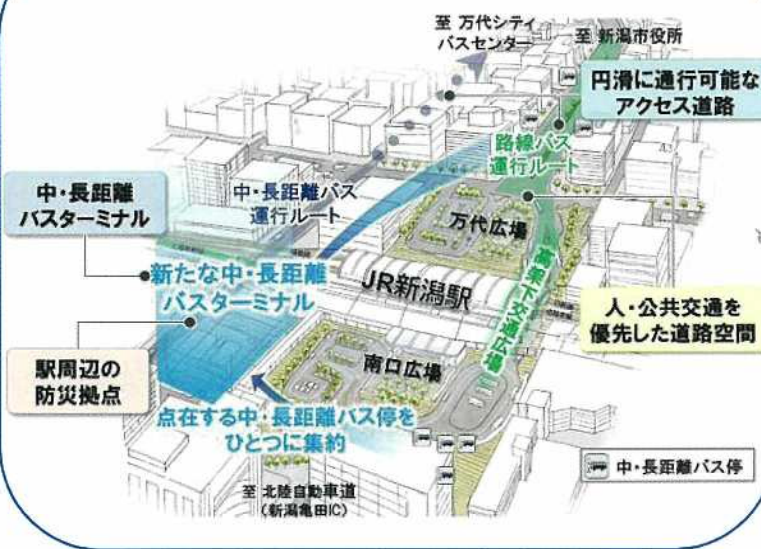 至 万代シティ
バスセンター
至 新潟市役所
円滑に通行可能な
アクセス道路
路線バス
運行ルート
中・長距離
バスターミナル
中・長距離バス
運行ルート
万代広場
新たな中・長距離
バスターミナル
JR新潟駅
高架下交通広場
人・公共交通を
優先した道路空間
駅周辺の
防災拠点
南口広場
点在する中・長距離バス停を
ひとつに集約
中・長距離バス停
至 北陸自動車道
(新潟亀田IC)